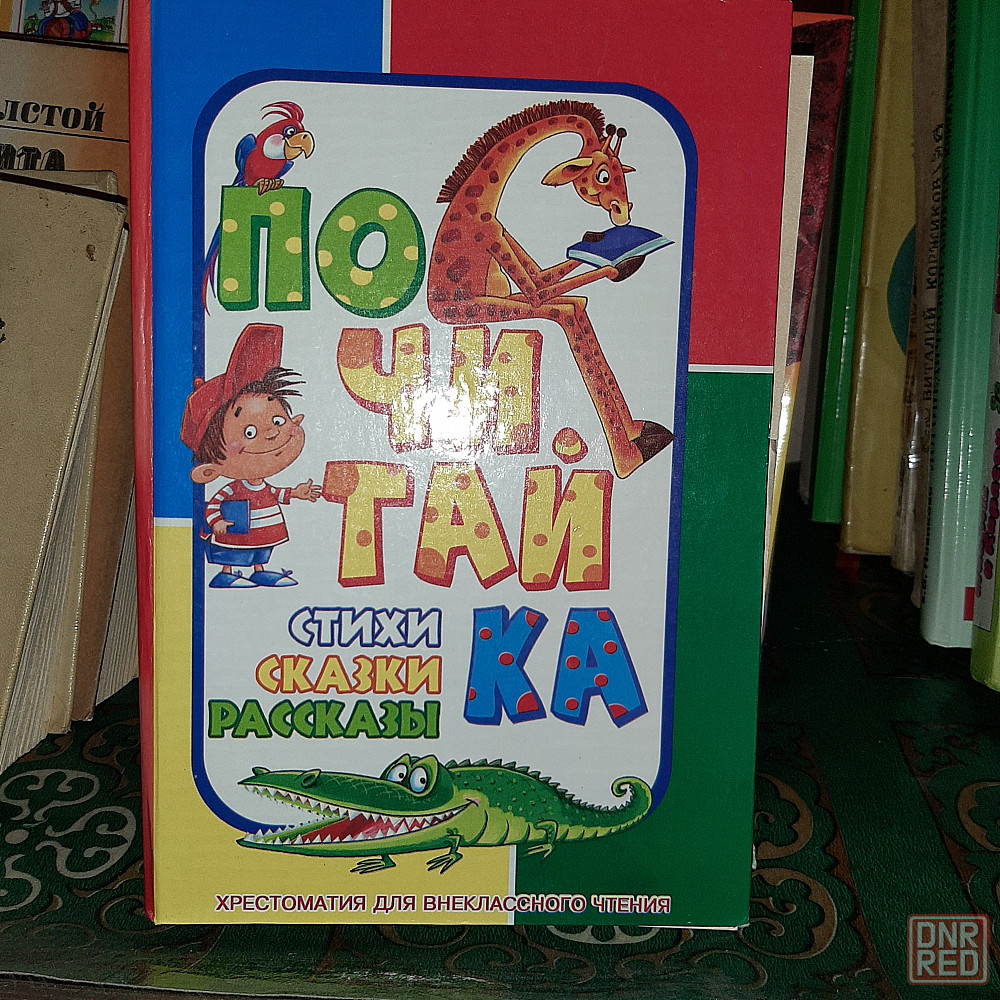 ЛСТОЙ
ПО
ЧИ
ТАЙ
КА
СТИХИ
СКАЗКИ
РАССКАЗЫ
ХРЕСТОМАТИЯ ДЛЯ ВНЕКЛАССНОГО ЧТЕНИЯ
ВИТАЛИЙ КОРЖИКОВ
DNR
RED